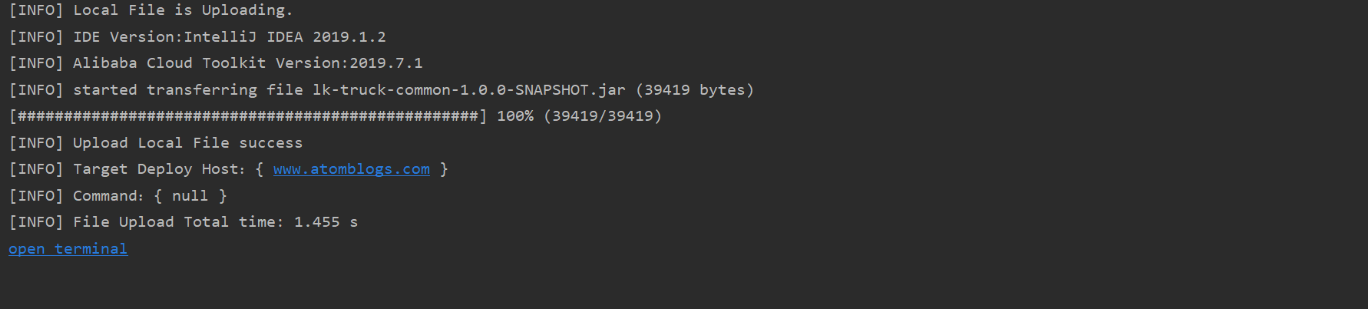 [INFO] Local File is Uploading.
[INFO] IDE Version:IntelliJ IDEA 2019.1.2
[INFO] Alibaba Cloud Toolkit Version:2019.7.1
[INFO] started transferring file lk-truck-common-1.0.0-SNAPSHOT.jar (39419 bytes)
[##################################################] 100% (39419/39419)
[INFO] Upload Local File success
[INFO] Target Deploy Host：{ www.atomblogs.com }
[INFO] Command：{ null }
[INFO] File Upload Total time: 1.455 s
open terminal